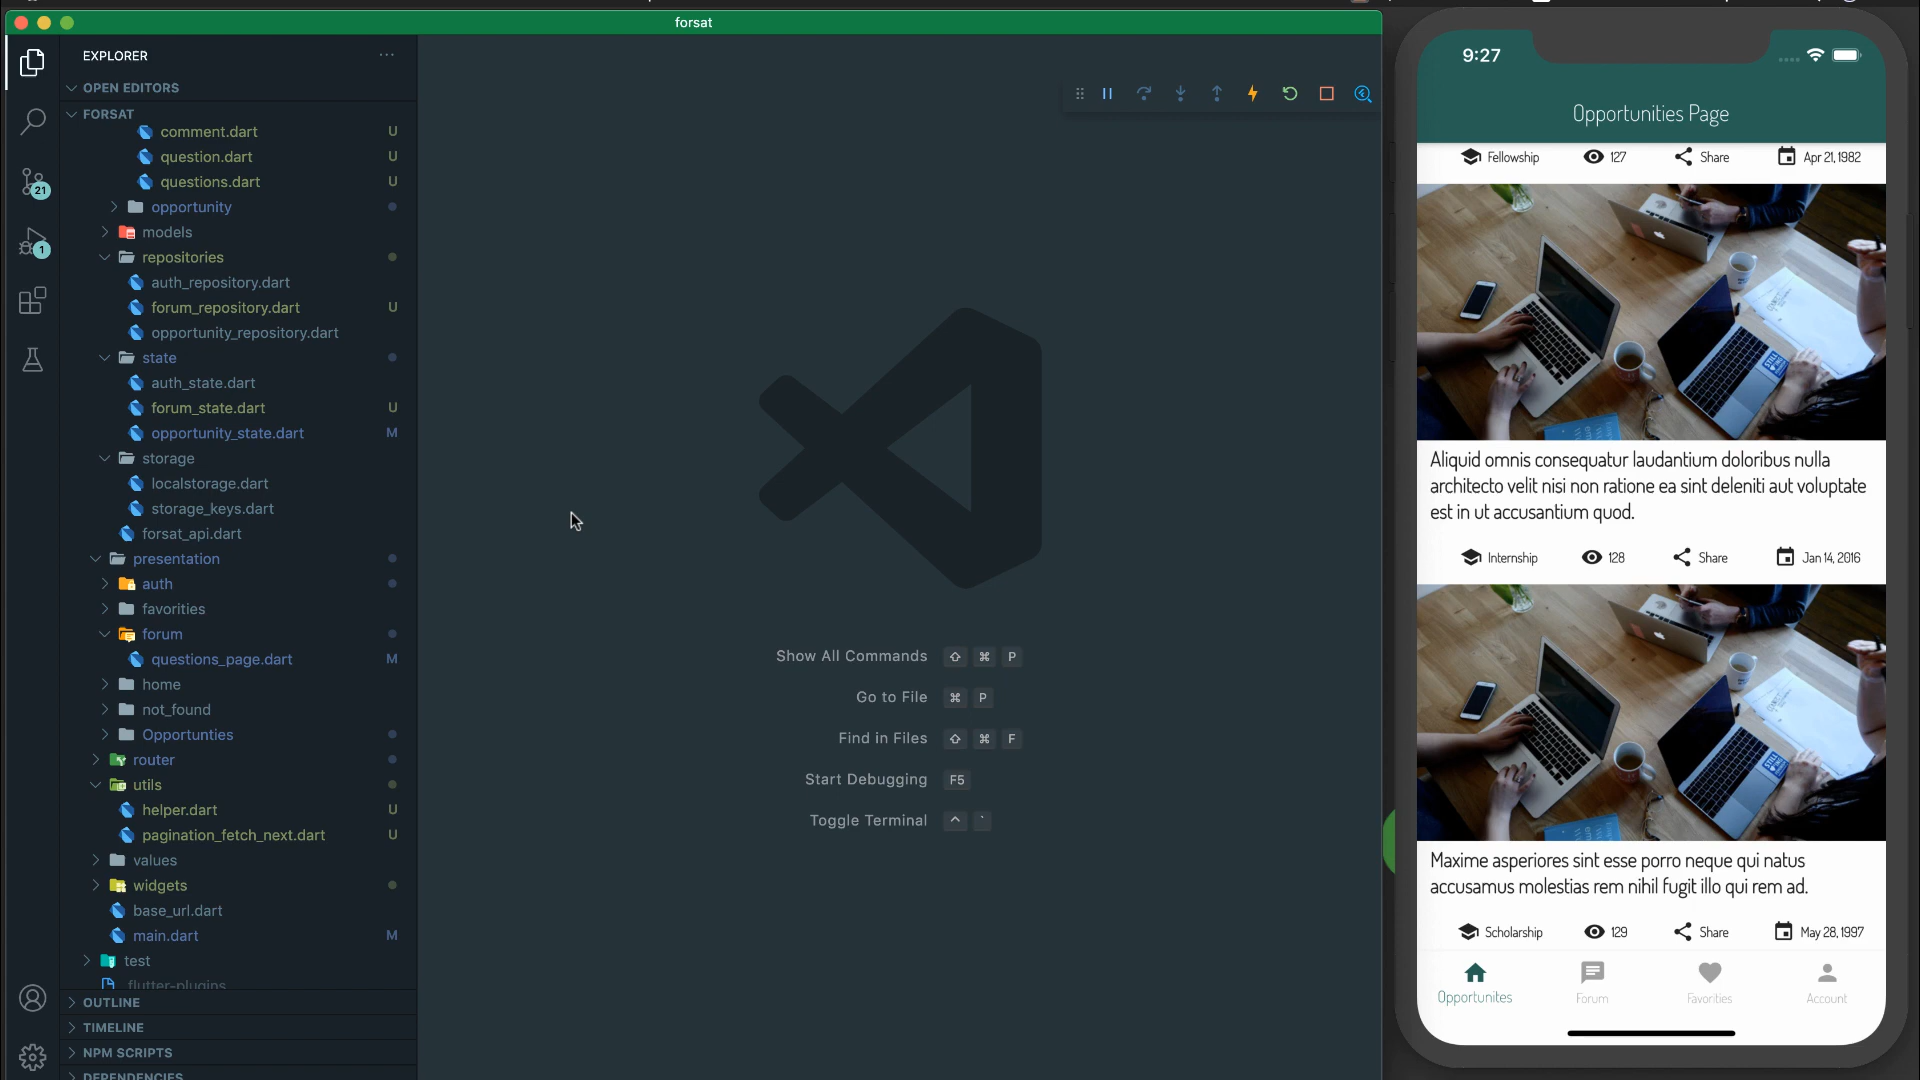 forsat
EXPLORER
OPEN EDITORS
FORSAT
comment.dart U
question.dart U
questions.dart U
opportunity
models
repositories
auth_repository.dart
forum_repository.dart U
opportunity_repository.dart
state
auth_state.dart
forum_state.dart U
opportunity_state.dart M
storage
localstorage.dart
storage_keys.dart
forsat_api.dart
presentation
auth
favorities
forum
questions_page.dart M
home
not_found
Opportunties
router
utils
helper.dart U
pagination_fetch_next.dart U
values
widgets
base_url.dart
main.dart M
test
.flutter-plugins
OUTLINE
TIMELINE
NPM SCRIPTS
DEPENDENCIES
21
1
Show All Commands ⇧ ⌘ P
Go to File ⌘ P
Find in Files ⇧ ⌘ F
Start Debugging F5
Toggle Terminal ^ `
9:27
Opportunities Page
Fellowship 127 Share Apr 21, 1982
Aliquid omnis consequatur laudantium doloribus nulla
architecto velit nisi non ratione ea sint deleniti aut voluptate
est in ut accusantium quod.
Internship 128 Share Jan 14, 2016
Maxime asperiores sint esse porro neque qui natus
accusamus molestias rem nihil fugit illo qui rem ad.
Scholarship 129 Share May 28, 1997
Opportunites Forum Favorities Account